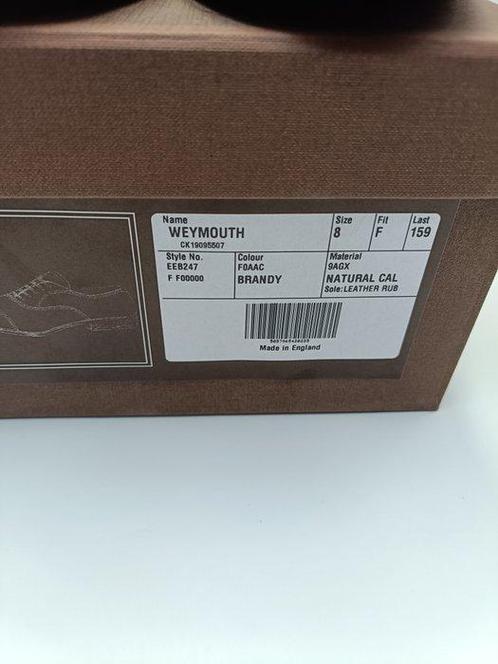 Name
WEYMOUTH
CK19095507
Size
8
Fit
F
Last
159
Style No.
EEB247
F F00000
Colour
F0AAC
BRANDY
Material
9AGX
NATURAL CAL
Sole:LEATHER RUB
Made in England